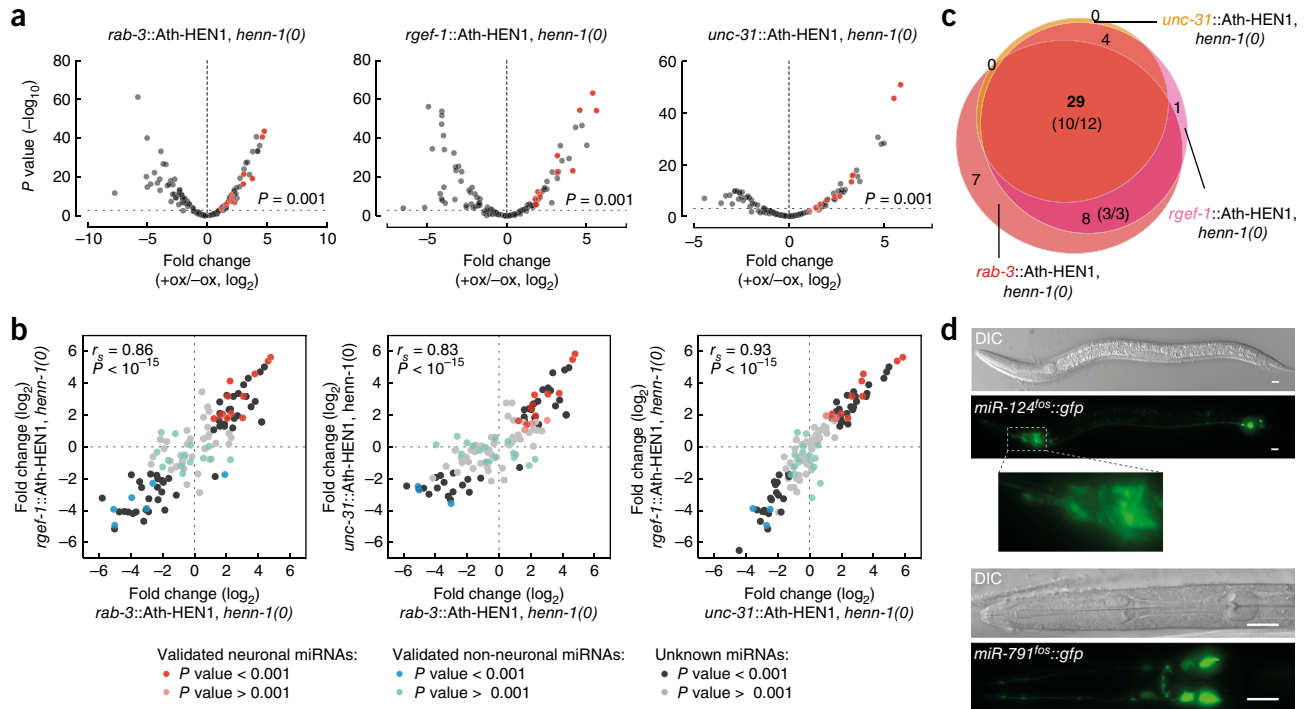 a
rab-3::Ath-HEN1, henn-1(0)
P value (–log10)
80
60
40
20
0
P = 0.001
–10
–5
0
5
10
Fold change
(+ox/–ox, log2)
rgef-1::Ath-HEN1, henn-1(0)
80
60
40
20
0
P = 0.001
–5
0
5
Fold change
(+ox/–ox, log2)
unc-31::Ath-HEN1, henn-1(0)
60
40
20
0
P = 0.001
–5
0
5
Fold change
(+ox/–ox, log2)
b
Fold change (log2)
rgef-1::Ath-HEN1, henn-1(0)
6
4
2
0
–2
–4
–6
rs = 0.86
P < 10–15
–6 –4 –2 0 2 4 6
Fold change (log2)
rab-3::Ath-HEN1, henn-1(0)
Fold change (log2)
unc-31::Ath-HEN1, henn-1(0)
6
4
2
0
–2
–4
–6
rs = 0.83
P < 10–15
–6 –4 –2 0 2 4 6
Fold change (log2)
rab-3::Ath-HEN1, henn-1(0)
Fold change (log2)
rgef-1::Ath-HEN1, henn-1(0)
6
4
2
0
–2
–4
–6
rs = 0.93
P < 10–15
–6 –4 –2 0 2 4 6
Fold change (log2)
unc-31::Ath-HEN1, henn-1(0)
Validated neuronal miRNAs:
P value < 0.001
P value > 0.001
Validated non-neuronal miRNAs:
P value < 0.001
P value > 0.001
Unknown miRNAs:
P value < 0.001
P value > 0.001
c
0
unc-31::Ath-HEN1,
henn-1(0)
4
0
29
(10/12)
1
7
8 (3/3)
rgef-1::Ath-HEN1,
henn-1(0)
rab-3::Ath-HEN1,
henn-1(0)
d
DIC
miR-124fos::gfp
DIC
miR-791fos::gfp